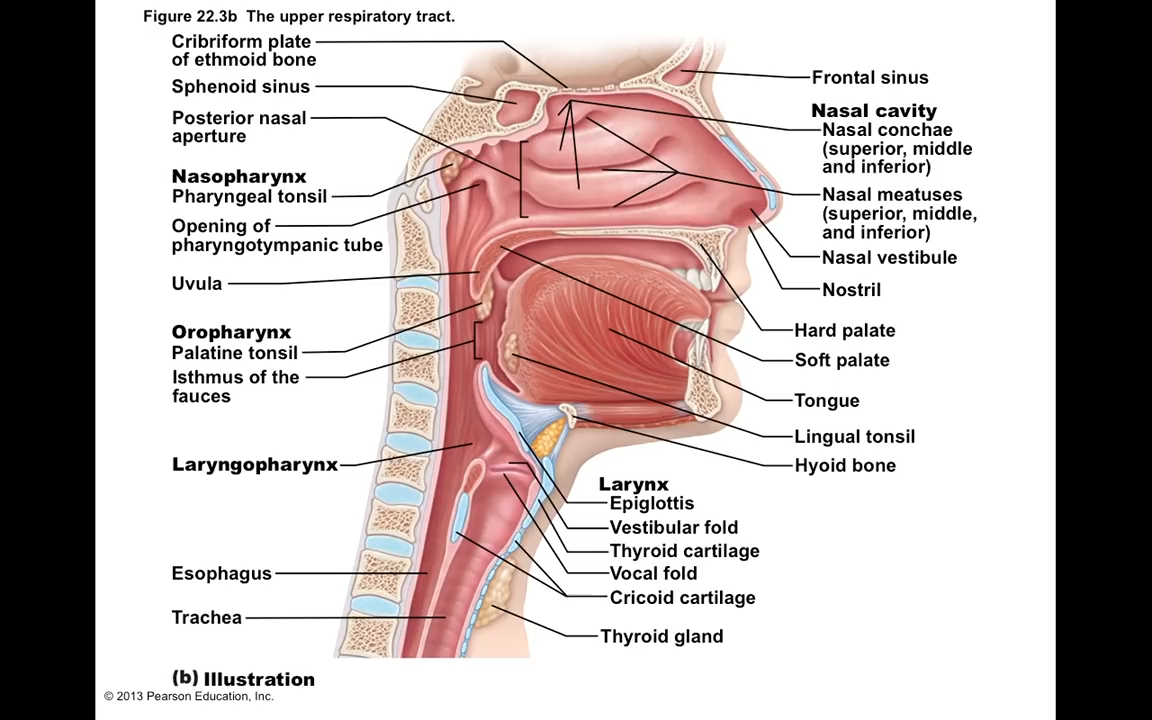 Figure 22.3b  The upper respiratory tract.
Cribriform plate
of ethmoid bone
Sphenoid sinus
Posterior nasal
aperture
Nasopharynx
Pharyngeal tonsil
Opening of
pharyngotympanic tube
Uvula
Oropharynx
Palatine tonsil
Isthmus of the
fauces
Laryngopharynx
Esophagus
Trachea
Frontal sinus
Nasal cavity
Nasal conchae
(superior, middle
and inferior)
Nasal meatuses
(superior, middle,
and inferior)
Nasal vestibule
Nostril
Hard palate
Soft palate
Tongue
Lingual tonsil
Hyoid bone
Larynx
Epiglottis
Vestibular fold
Thyroid cartilage
Vocal fold
Cricoid cartilage
Thyroid gland
(b) Illustration
© 2013 Pearson Education, Inc.